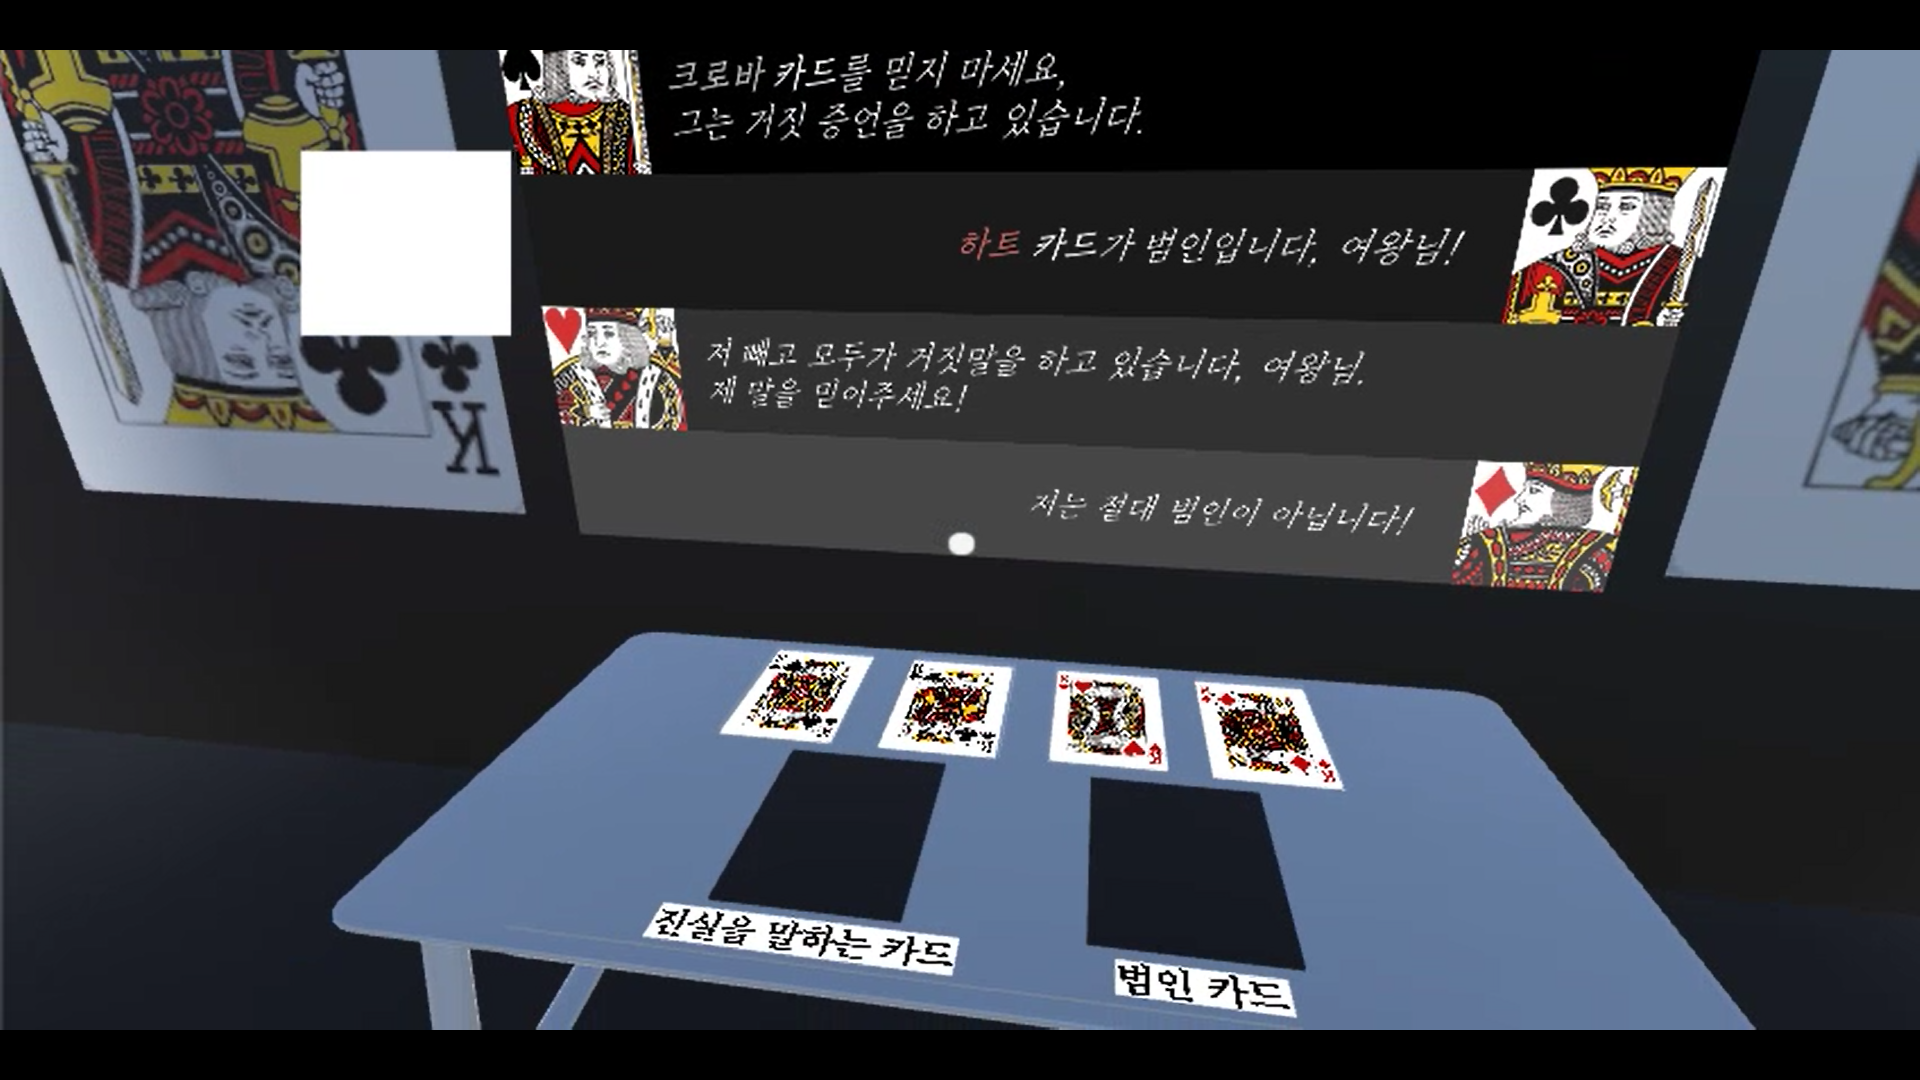 크로바 카드를 믿지 마세요,
그는 거짓 증언을 하고 있습니다.
하트 카드가 범인입니다, 여왕님!
저 빼고 모두가 거짓말을 하고 있습니다, 여왕님.
제 말을 믿어주세요!
저는 절대 범인이 아닙니다!
K
진실을 말하는 카드
범인 카드